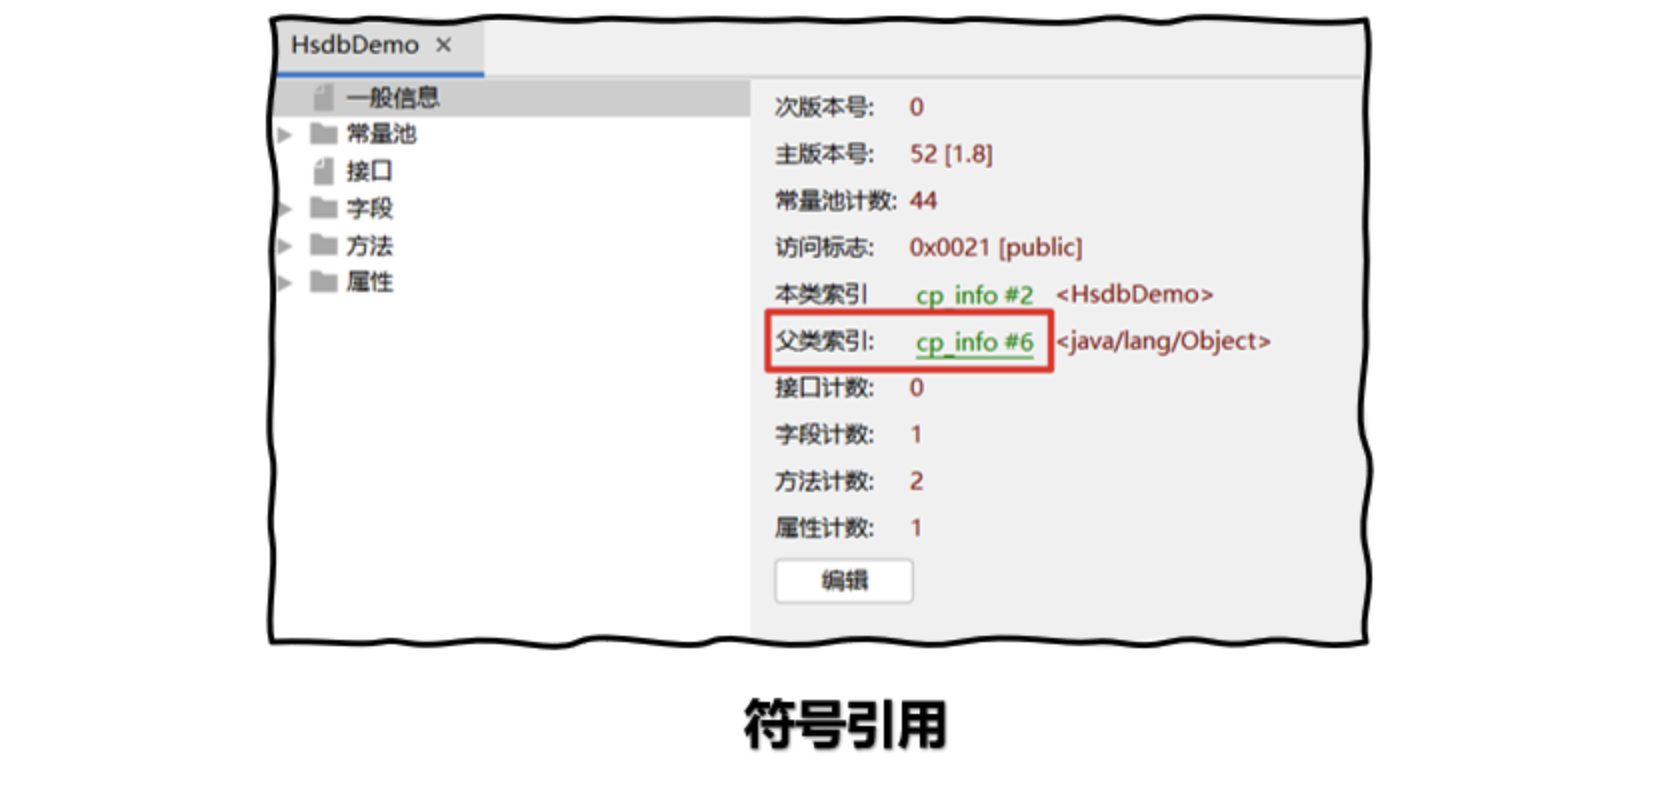 HsdbDemo ×
一般信息
常量池
接口
字段
方法
属性
次版本号: 0
主版本号: 52 [1.8]
常量池计数: 44
访问标志: 0x0021 [public]
本类索引 cp_info #2 <HsdbDemo>
父类索引: cp_info #6 <java/lang/Object>
接口计数: 0
字段计数: 1
方法计数: 2
属性计数: 1
编辑
符号引用